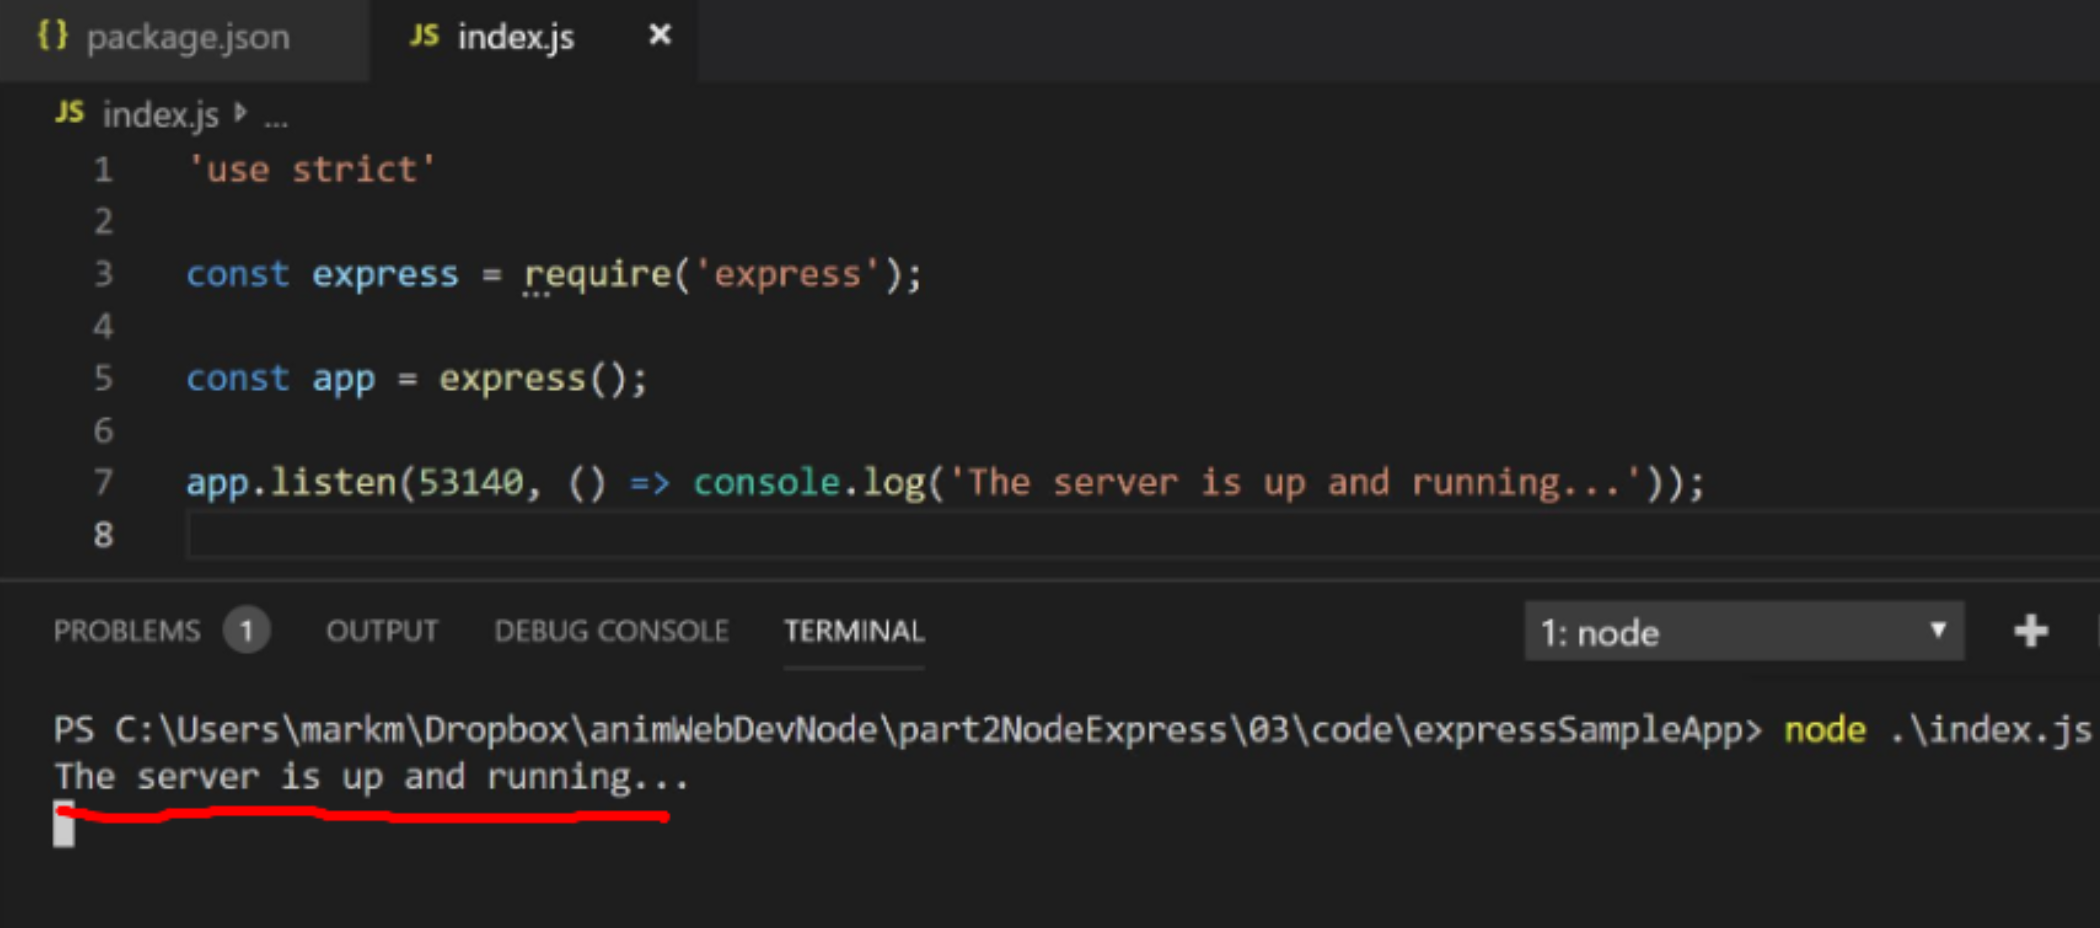 {} package.json JS index.js ×
JS index.js ▸ ...
1 'use strict'
2
3 const express = require('express');
4
5 const app = express();
6
7 app.listen(53140, () => console.log('The server is up and running...'));
8
PROBLEMS 1 OUTPUT DEBUG CONSOLE TERMINAL 1: node ▼ +
PS C:\Users\markm\Dropbox\animWebDevNode\part2NodeExpress\03\code\expressSampleApp> node .\index.js
The server is up and running...